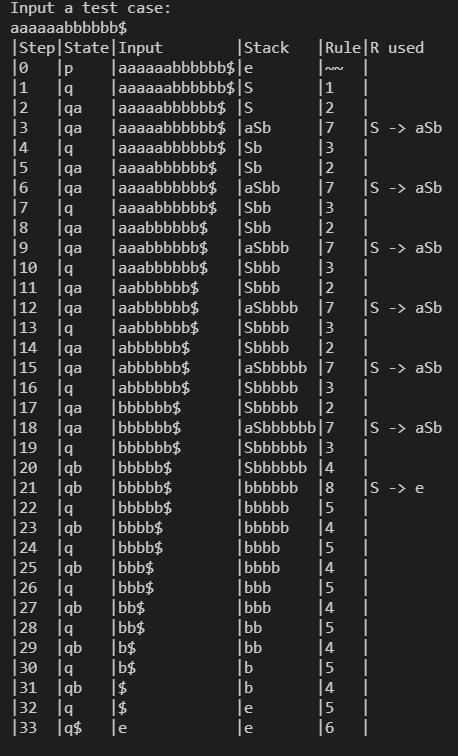 Input a test case:
aaaaaabbbbbb$
|Step|State|Input        |Stack   |Rule|R used
|0   |p    |aaaaaabbbbbb$|e       |~~  |
|1   |q    |aaaaaabbbbbb$|S       |1   |
|2   |qa   |aaaaabbbbbb$ |S       |2   |
|3   |qa   |aaaaabbbbbb$ |aSb     |7   |S -> aSb
|4   |q    |aaaaabbbbbb$ |Sb      |3   |
|5   |qa   |aaaabbbbbb$  |Sb      |2   |
|6   |qa   |aaaabbbbbb$  |aSbb    |7   |S -> aSb
|7   |q    |aaaabbbbbb$  |Sbb     |3   |
|8   |qa   |aaabbbbbb$   |Sbb     |2   |
|9   |qa   |aaabbbbbb$   |aSbbb   |7   |S -> aSb
|10  |q    |aaabbbbbb$   |Sbbb    |3   |
|11  |qa   |aabbbbbb$    |Sbbb    |2   |
|12  |qa   |aabbbbbb$    |aSbbbb  |7   |S -> aSb
|13  |q    |aabbbbbb$    |Sbbbb   |3   |
|14  |qa   |abbbbbb$     |Sbbbb   |2   |
|15  |qa   |abbbbbb$     |aSbbbbb |7   |S -> aSb
|16  |q    |abbbbbb$     |Sbbbbb  |3   |
|17  |qa   |bbbbbb$      |Sbbbbb  |2   |
|18  |qa   |bbbbbb$      |aSbbbbbb|7   |S -> aSb
|19  |q    |bbbbbb$      |Sbbbbbb |3   |
|20  |qb   |bbbbb$       |Sbbbbbb |4   |
|21  |qb   |bbbbb$       |bbbbbb  |8   |S -> e
|22  |q    |bbbbb$       |bbbbb   |5   |
|23  |qb   |bbbb$        |bbbbb   |4   |
|24  |q    |bbbb$        |bbbb    |5   |
|25  |qb   |bbb$         |bbbb    |4   |
|26  |q    |bbb$         |bbb     |5   |
|27  |qb   |bb$          |bbb     |4   |
|28  |q    |bb$          |bb      |5   |
|29  |qb   |b$           |bb      |4   |
|30  |q    |b$           |b       |5   |
|31  |qb   |$            |b       |4   |
|32  |q    |$            |e       |5   |
|33  |q$   |e            |e       |6   |